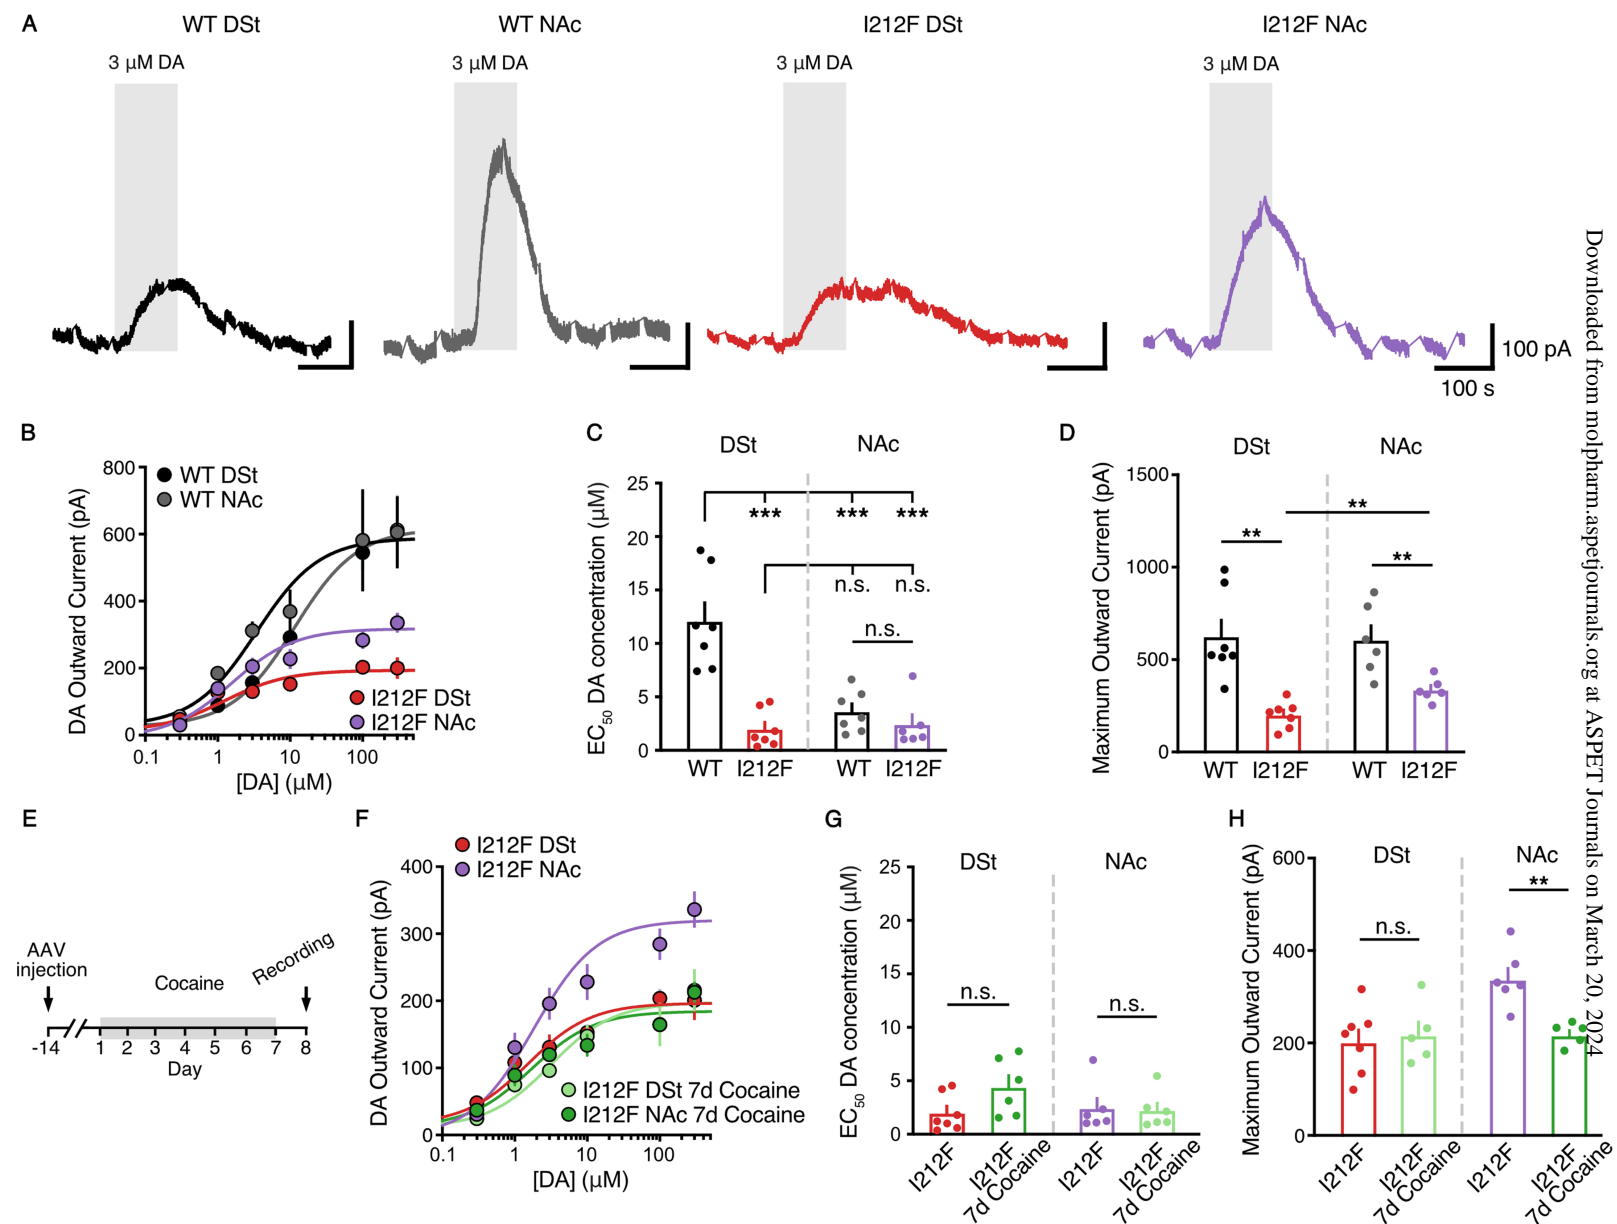 A
WT DSt
WT NAc
I212F DSt
I212F NAc
3 µM DA
3 µM DA
3 µM DA
3 µM DA
100 pA
100 s
B
DA Outward Current (pA)
800
600
400
200
0
WT DSt
WT NAc
I212F DSt
I212F NAc
0.1
1
10
100
[DA] (µM)
C
DSt
NAc
EC50 DA concentration (µM)
25
20
15
10
5
0
***
***
***
n.s.
n.s.
n.s.
WT
I212F
WT
I212F
D
DSt
NAc
Maximum Outward Current (pA)
1500
1000
500
0
**
**
**
WT
I212F
WT
I212F
E
AAV
injection
Cocaine
Recording
-14
1
2
3
4
5
6
7
8
Day
F
I212F DSt
I212F NAc
DA Outward Current (pA)
400
300
200
100
0
I212F DSt 7d Cocaine
I212F NAc 7d Cocaine
0.1
1
10
100
[DA] (µM)
G
DSt
NAc
EC50 DA concentration (µM)
25
20
15
10
5
0
n.s.
n.s.
I212F
I212F
7d Cocaine
I212F
I212F
7d Cocaine
H
DSt
NAc
Maximum Outward Current (pA)
600
400
200
0
n.s.
**
I212F
I212F
7d Cocaine
I212F
I212F
7d Cocaine
Downloaded from molpharm.aspetjournals.org at ASPET Journals on March 20, 2024